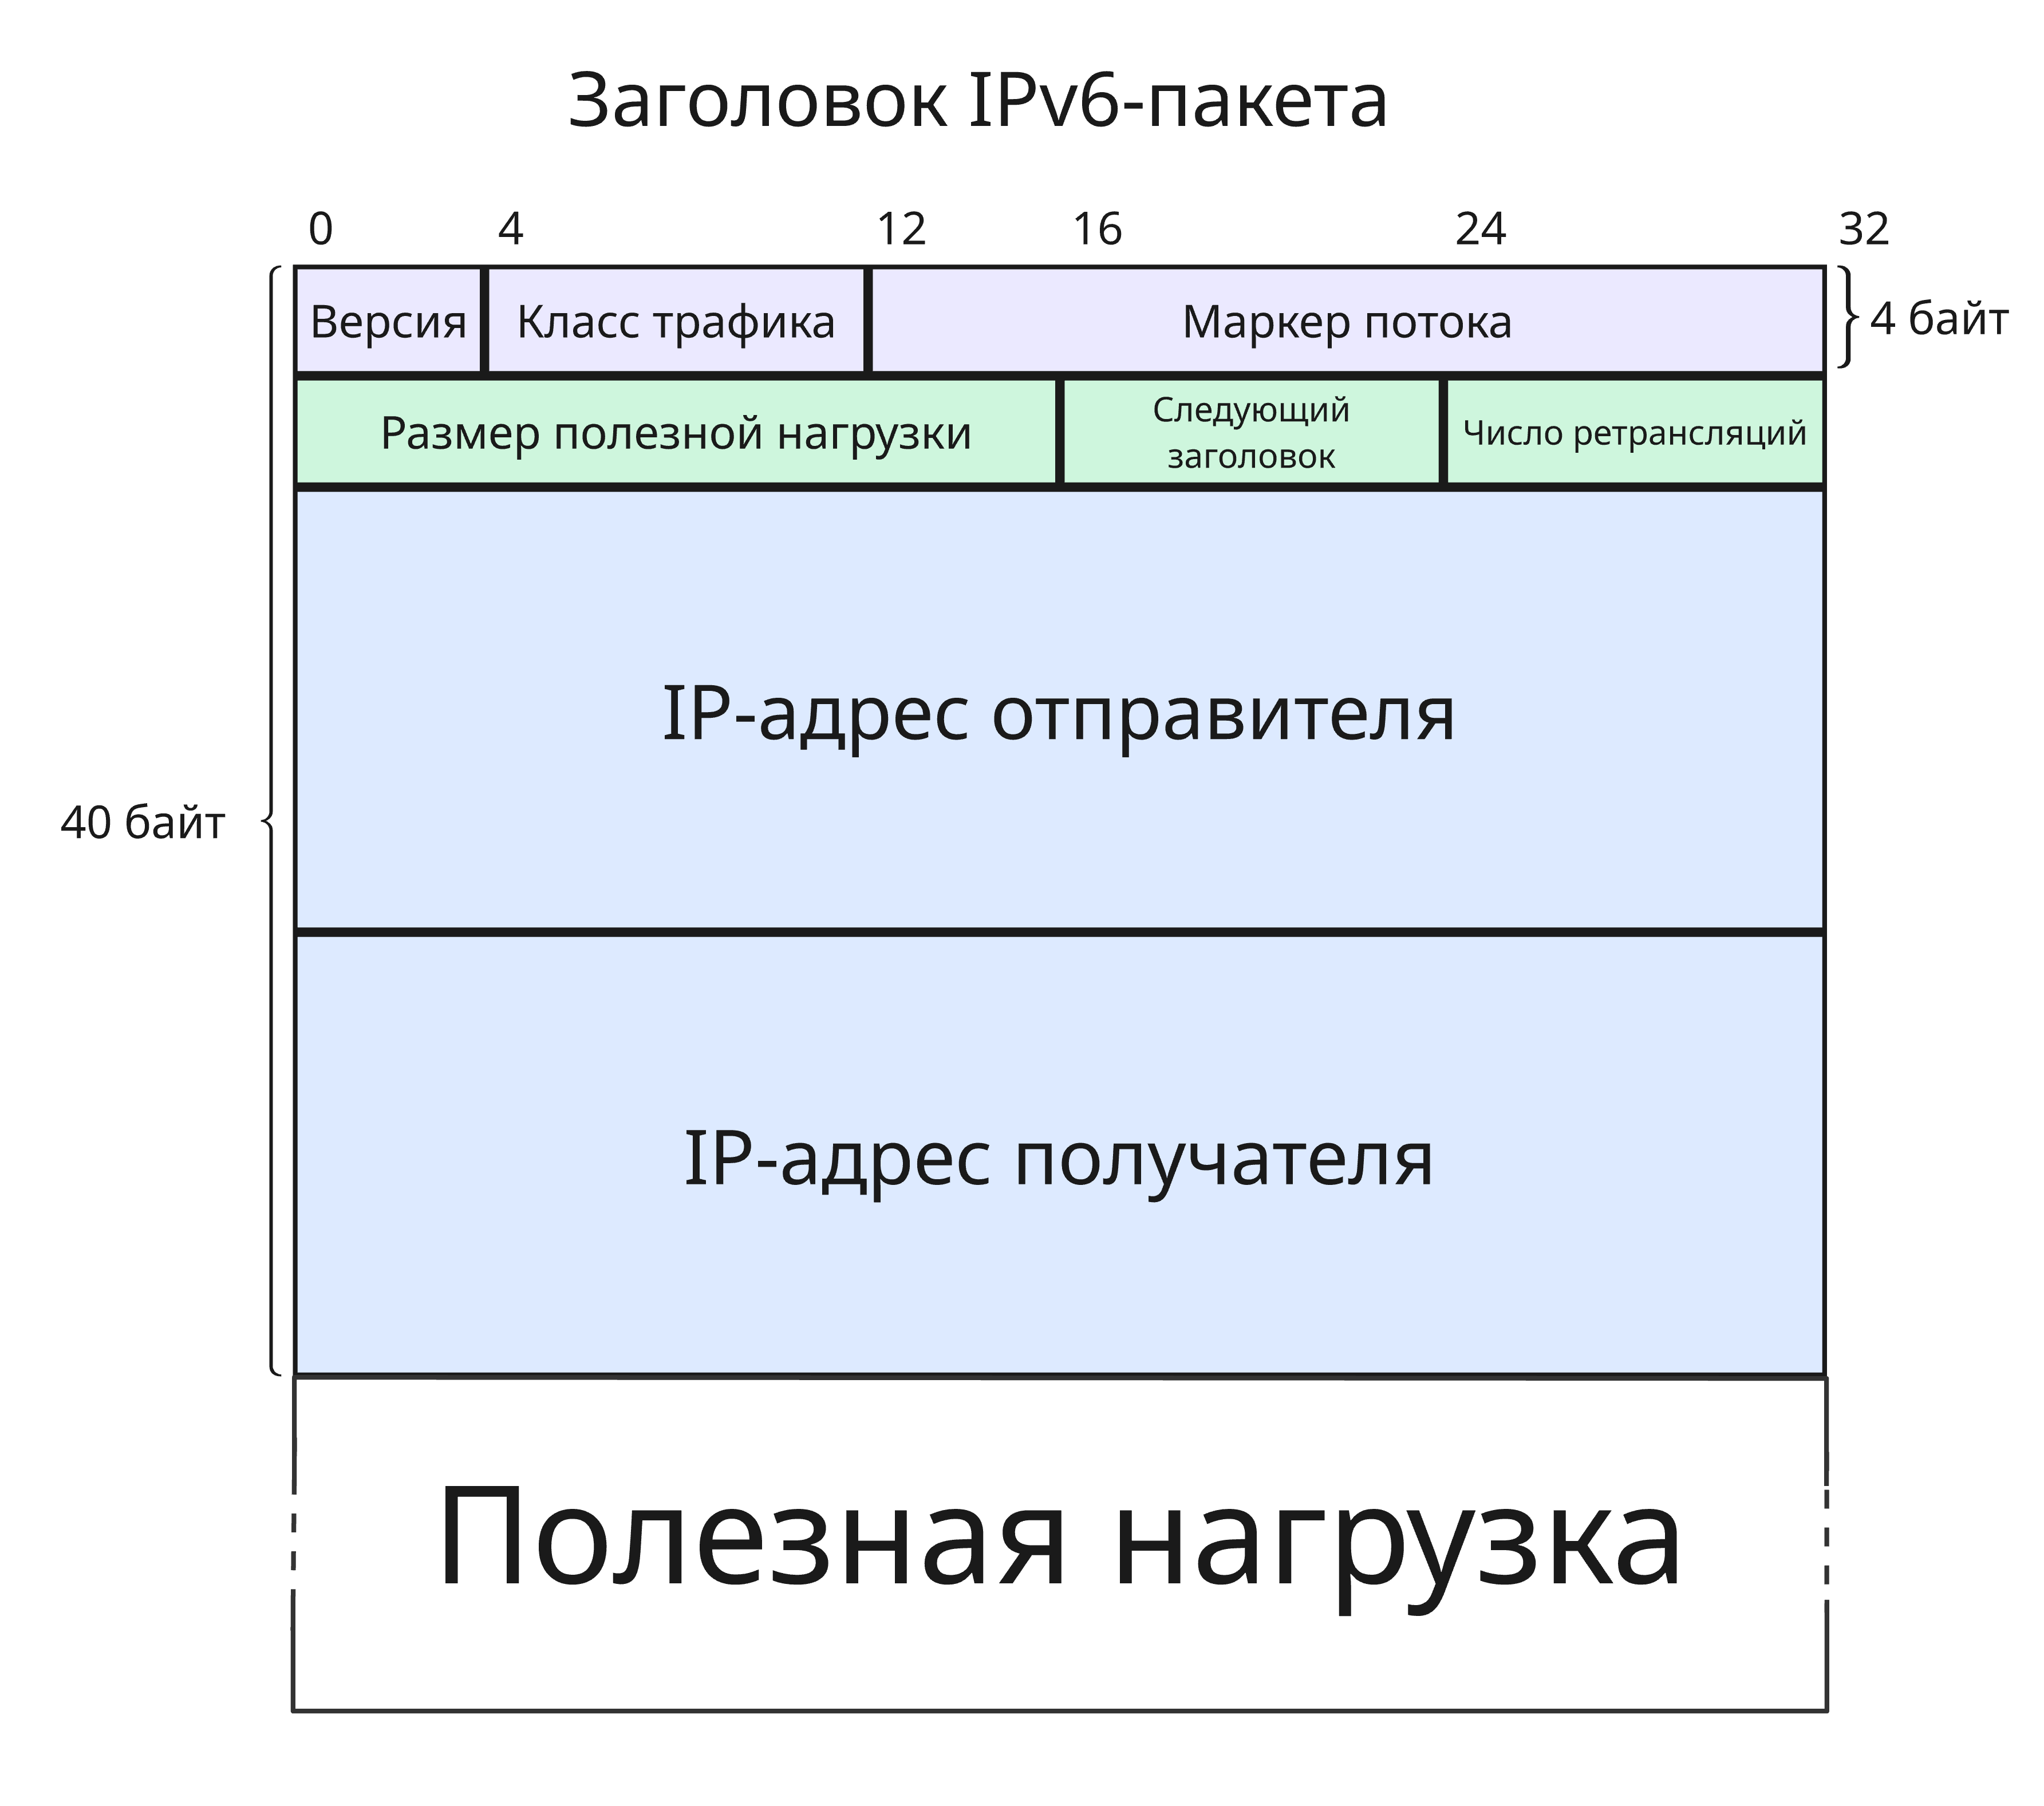 Заголовок IPv6-пакета
0 4 12 16 24 32
Версия Класс трафика Маркер потока 4 байт
Размер полезной нагрузки Следующий
заголовок Число ретрансляций
IP-адрес отправителя
40 байт
IP-адрес получателя
Полезная нагрузка